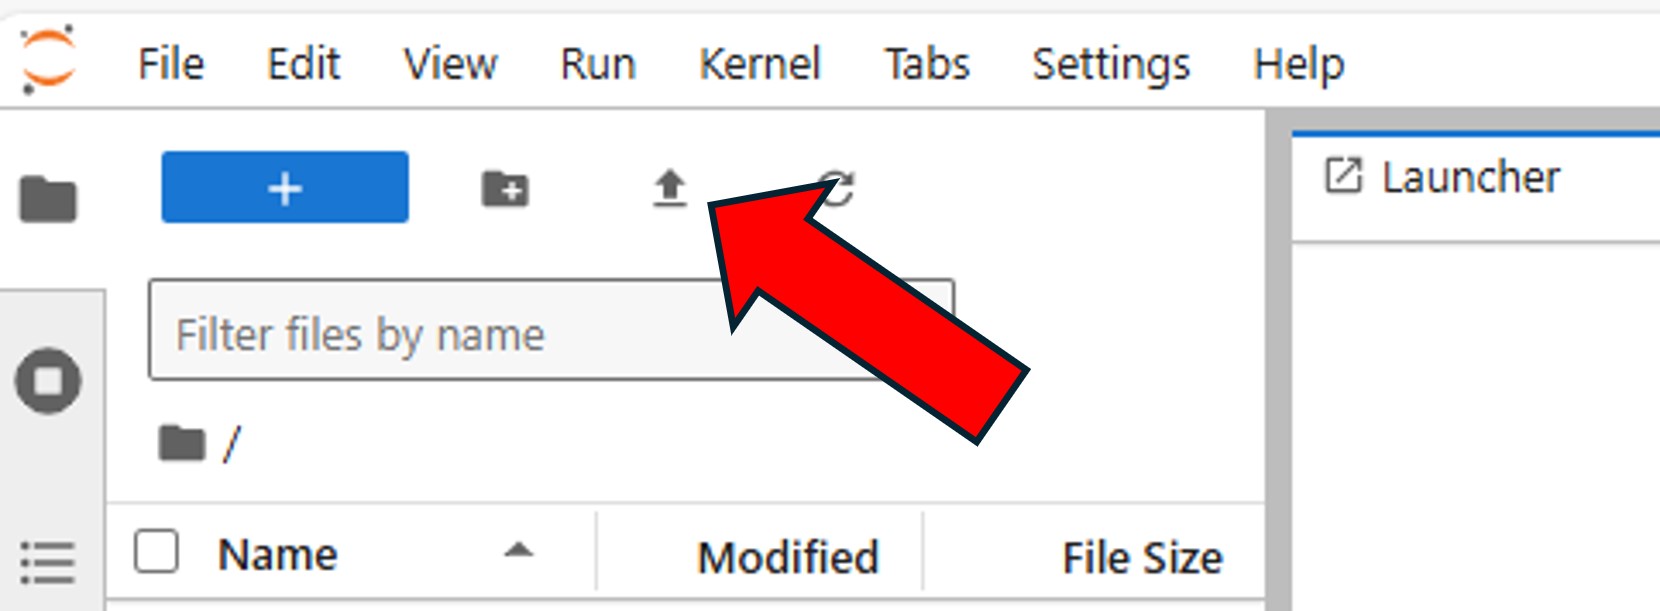 File Edit View Run Kernel Tabs Settings Help
+
Launcher
Filter files by name
/
Name Modified File Size